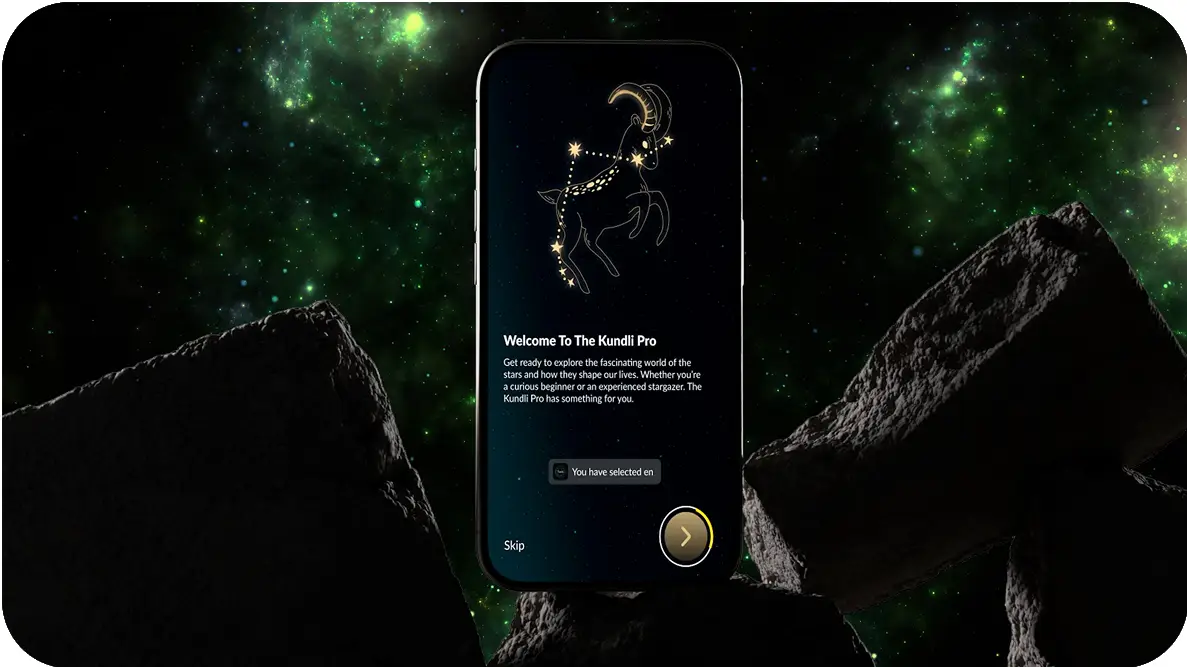 Welcome To The Kundli Pro
Get ready to explore the fascinating world of the
stars and how they shape our lives. Whether you're
a curious beginner or an experienced stargazer. The
Kundli Pro has something for you.
You have selected en
Skip